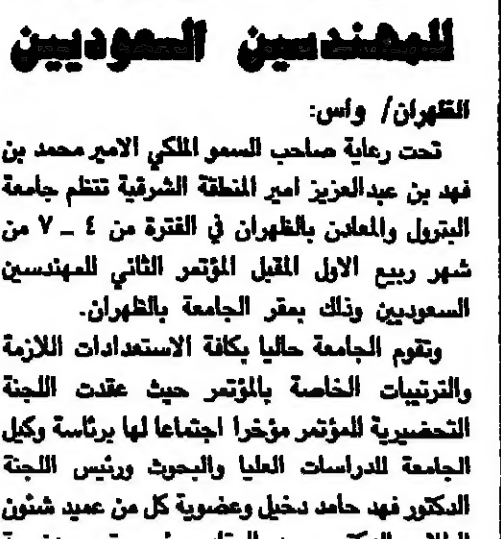 للمهندسين السعوديين
الظهران/ واس:
تحت رعاية صاحب السمو الملكي الامير محمد بن
فهد بن عبدالعزيز امير المنطقة الشرقية تنظم جامعة
البترول والمعادن بالظهران في الفترة من ٤ ــ ٧ من
شهر ربيع الاول المقبل المؤتمر الثاني للمهندسين
السعوديين وذلك بمقر الجامعة بالظهران.
وتقوم الجامعة حاليا بكافة الاستعدادات اللازمة
والترتيبات الخاصة بالمؤتمر حيث عقدت اللجنة
التحضيرية للمؤتمر مؤخرا اجتماعا لها برئاسة وكيل
الجامعة للدراسات العليا والبحوث ورئيس اللجنة
الدكتور فهد حامد دخيل وعضوية كل من عميد شئون